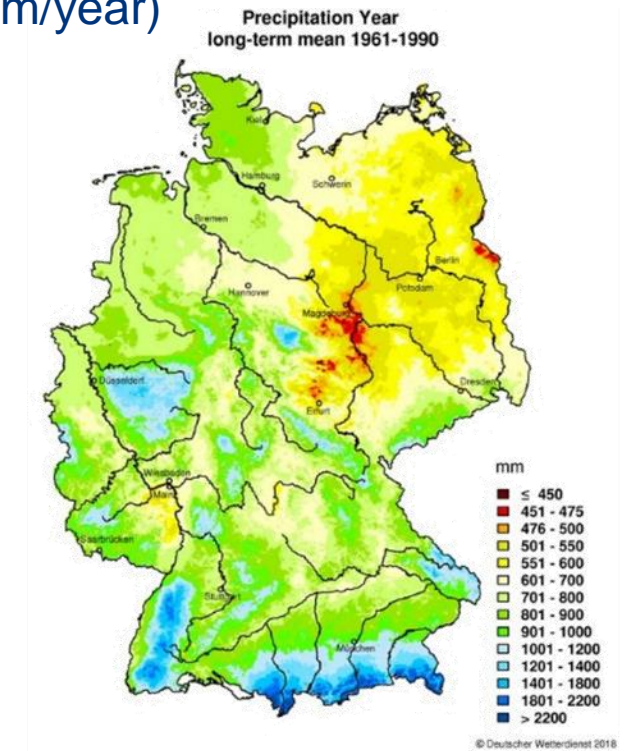 m/year)
Precipitation Year
long-term mean 1961-1990
Kiel
Hamburg
Schwerin
Bremen
Berlin
Hannover
Potsdam
Magdeburg
Düsseldorf
Dresden
Erfurt
Wiesbaden
Mainz
Saarbrücken
Stuttgart
München
mm
≤ 450
451 - 475
476 - 500
501 - 550
551 - 600
601 - 700
701 - 800
801 - 900
901 - 1000
1001 - 1200
1201 - 1400
1401 - 1800
1801 - 2200
> 2200
© Deutscher Wetterdienst 2018